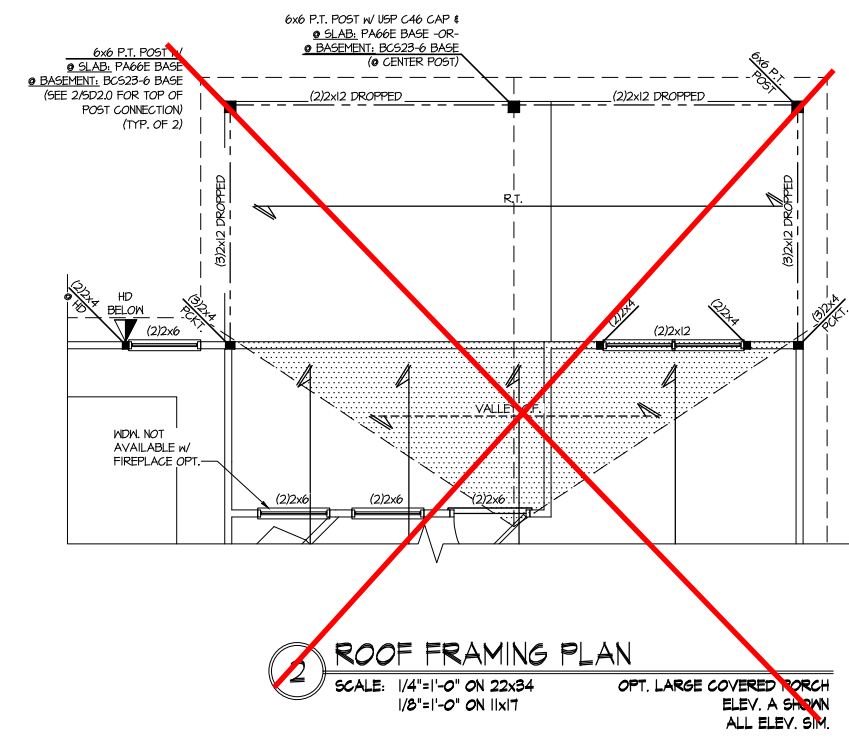 6x6 P.T. POST W/ USP C46 CAP &
@ SLAB: PA66E BASE -OR-
@ BASEMENT: BCS23-6 BASE
(@ CENTER POST)
6x6 P.T. POST W/
@ SLAB: PA66E BASE
@ BASEMENT: BCS23-6 BASE
(SEE 2/SD2.0 FOR TOP OF
POST CONNECTION)
(TYP. OF 2)
6x6 P.T.
POST
(2)2x12 DROPPED
(2)2x12 DROPPED
(3)2x12 DROPPED
R.T.
(3)2x12 DROPPED
(2)2x4
@ HD
HD
BELOW
(2)2x6
(3)2x4
PCKT.
(2)2x4
(2)2x12
(2)2x4
(3)2x4
PCKT.
VALLEY O.F.
WDW. NOT
AVAILABLE W/
FIREPLACE OPT.
(2)2x6
(2)2x6
(2)2x6
2
ROOF FRAMING PLAN
SCALE: 1/4"=1'-0" ON 22x34
1/8"=1'-0" ON 11x17
OPT. LARGE COVERED PORCH
ELEV. A SHOWN
ALL ELEV. SIM.